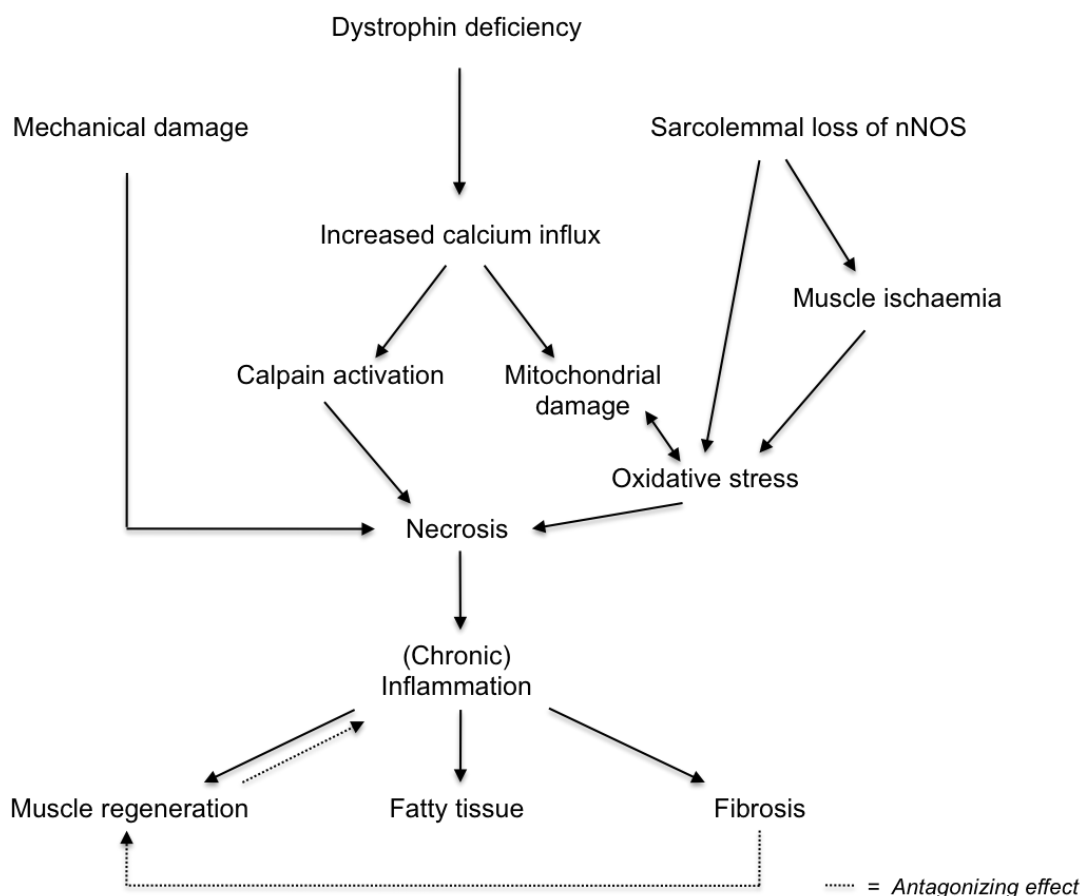 Dystrophin deficiency
Mechanical damage
Sarcolemmal loss of nNOS
Increased calcium influx
Muscle ischaemia
Calpain activation
Mitochondrial
damage
Oxidative stress
Necrosis
(Chronic)
Inflammation
Muscle regeneration
Fatty tissue
Fibrosis
= Antagonizing effect